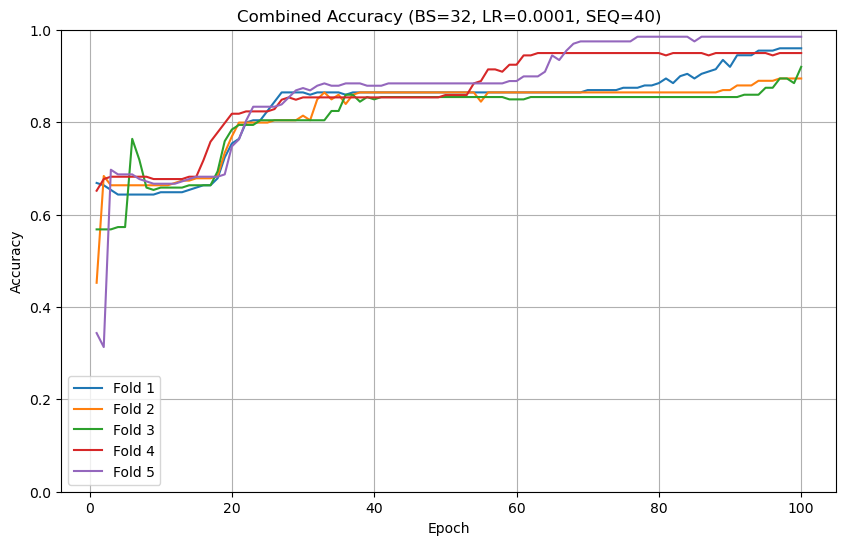 Combined Accuracy (BS=32, LR=0.0001, SEQ=40)
1.0
0.8
0.6
0.4
0.2
0.0
Accuracy
Fold 1
Fold 2
Fold 3
Fold 4
Fold 5
0 20 40 60 80 100
Epoch